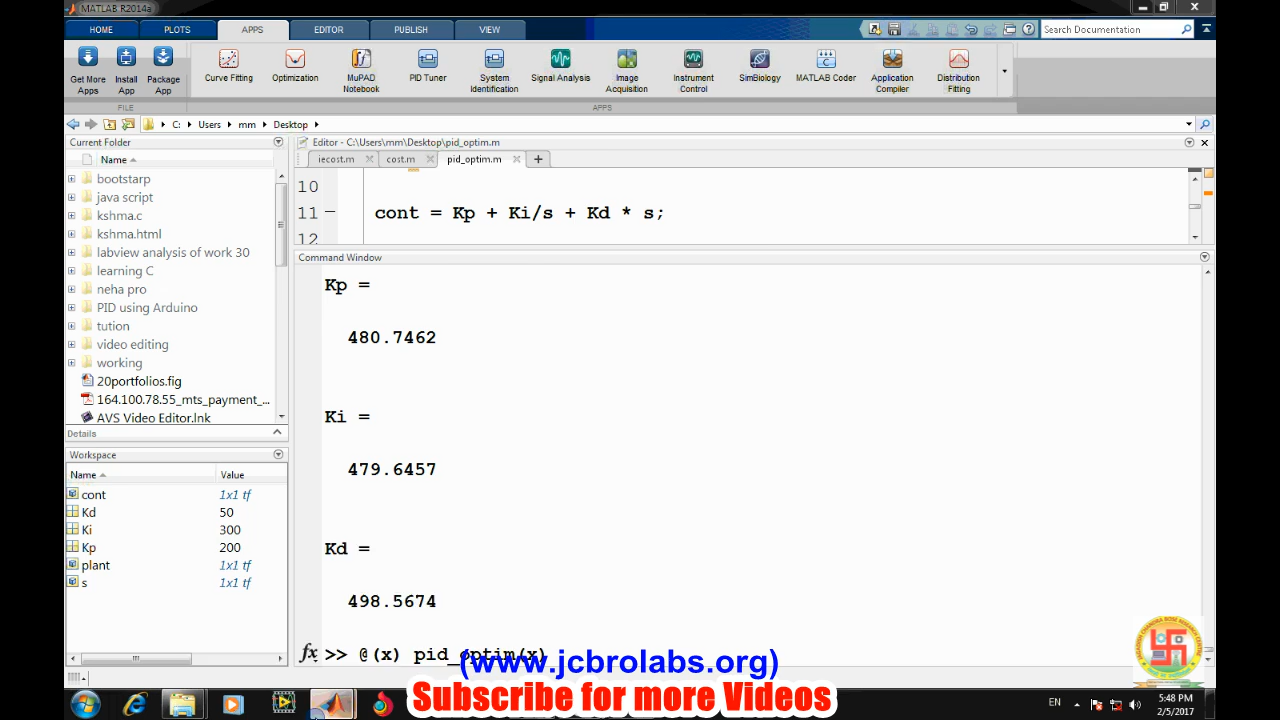 MATLAB R2014a
HOME PLOTS APPS EDITOR PUBLISH VIEW
Search Documentation
Get More Apps
Install App
Package App
Curve Fitting
Optimization
MuPAD Notebook
PID Tuner
System Identification
Signal Analysis
Image Acquisition
Instrument Control
SimBiology
MATLAB Coder
Application Compiler
Distribution Fitting
FILE APPS
C: Users mm Desktop
Current Folder
Name
bootstarp
java script
kshma.c
kshma.html
labview analysis of work 30
learning C
neha pro
PID using Arduino
tution
video editing
working
20portfolios.fig
164.100.78.55_mts_payment_...
AVS Video Editor.lnk
Details
Workspace
Name Value
cont 1x1 tf
Kd 50
Ki 300
Kp 200
plant 1x1 tf
s 1x1 tf
Editor - C:\Users\mm\Desktop\pid_optim.m
iecost.m cost.m pid_optim.m
10
11 cont = Kp + Ki/s + Kd * s;
12
Command Window
Kp =
480.7462
Ki =
479.6457
Kd =
498.5674
fx >> @(x) pid_optim(x)
(www.jcbrolabs.org)
Subscribe for more Videos
EN
5:48 PM
2/5/2017